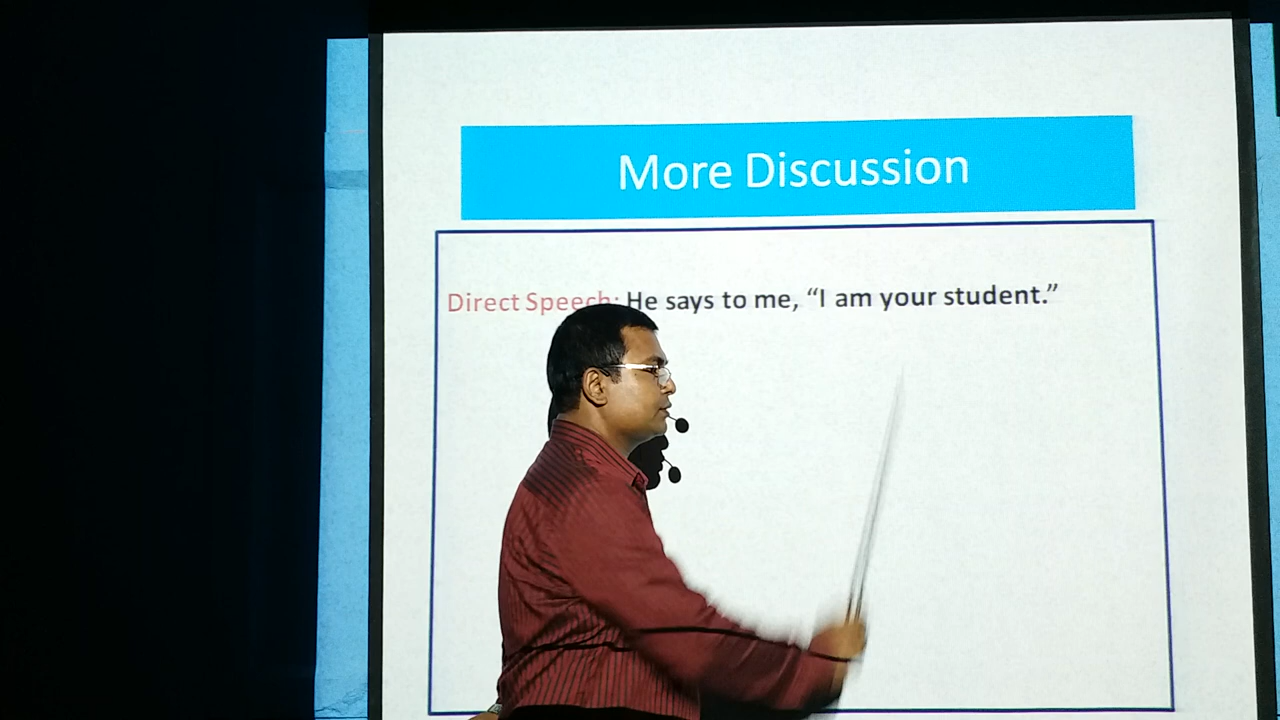 More Discussion
Direct Speech: He says to me, “I am your student.”